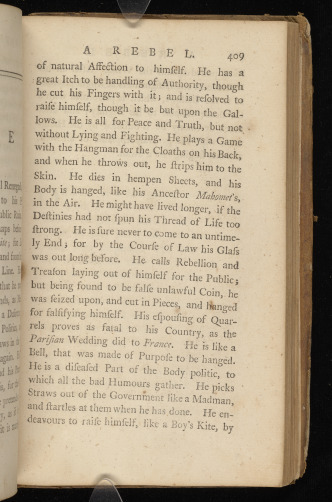 A REBEL. 409
of natural Affection to himſelf. He has a
great Itch to be handling of Authority, though
he cut his Fingers with it; and is reſolved to
raiſe himſelf, though it be but upon the Gal-
lows. He is all for Peace and Truth, but not
without Lying and Fighting. He plays a Game
with the Hangman for the Cloaths on his Back,
and when he throws out, he ſtrips him to the
Skin. He dies in hempen Sheets, and his
Body is hanged, like his Anceſtor Mahomet's,
in the Air. He might have lived longer, if the
Deſtinies had not ſpun his Thread of Life too
ſtrong. He is ſure never to come to an untime-
ly End; for by the Courſe of Law his Glaſs
was out long before. He calls Rebellion and
Treaſon laying out of himſelf for the Public;
but being found to be falſe unlawful Coin, he
was ſeized upon, and cut in Pieces, and hanged
for falſifying himſelf. His eſpouſing of Quar-
rels proves as fatal to his Country, as the
Pariſian Wedding did to France. He is like a
Bell, that was made of Purpoſe to be hanged.
He is a diſeaſed Part of the Body politic, to
which all the bad Humours gather. He picks
Straws out of the Government like a Madman,
and ſtartles at them when he has done. He en-
deavours to raiſe himſelf, like a Boy's Kite, by